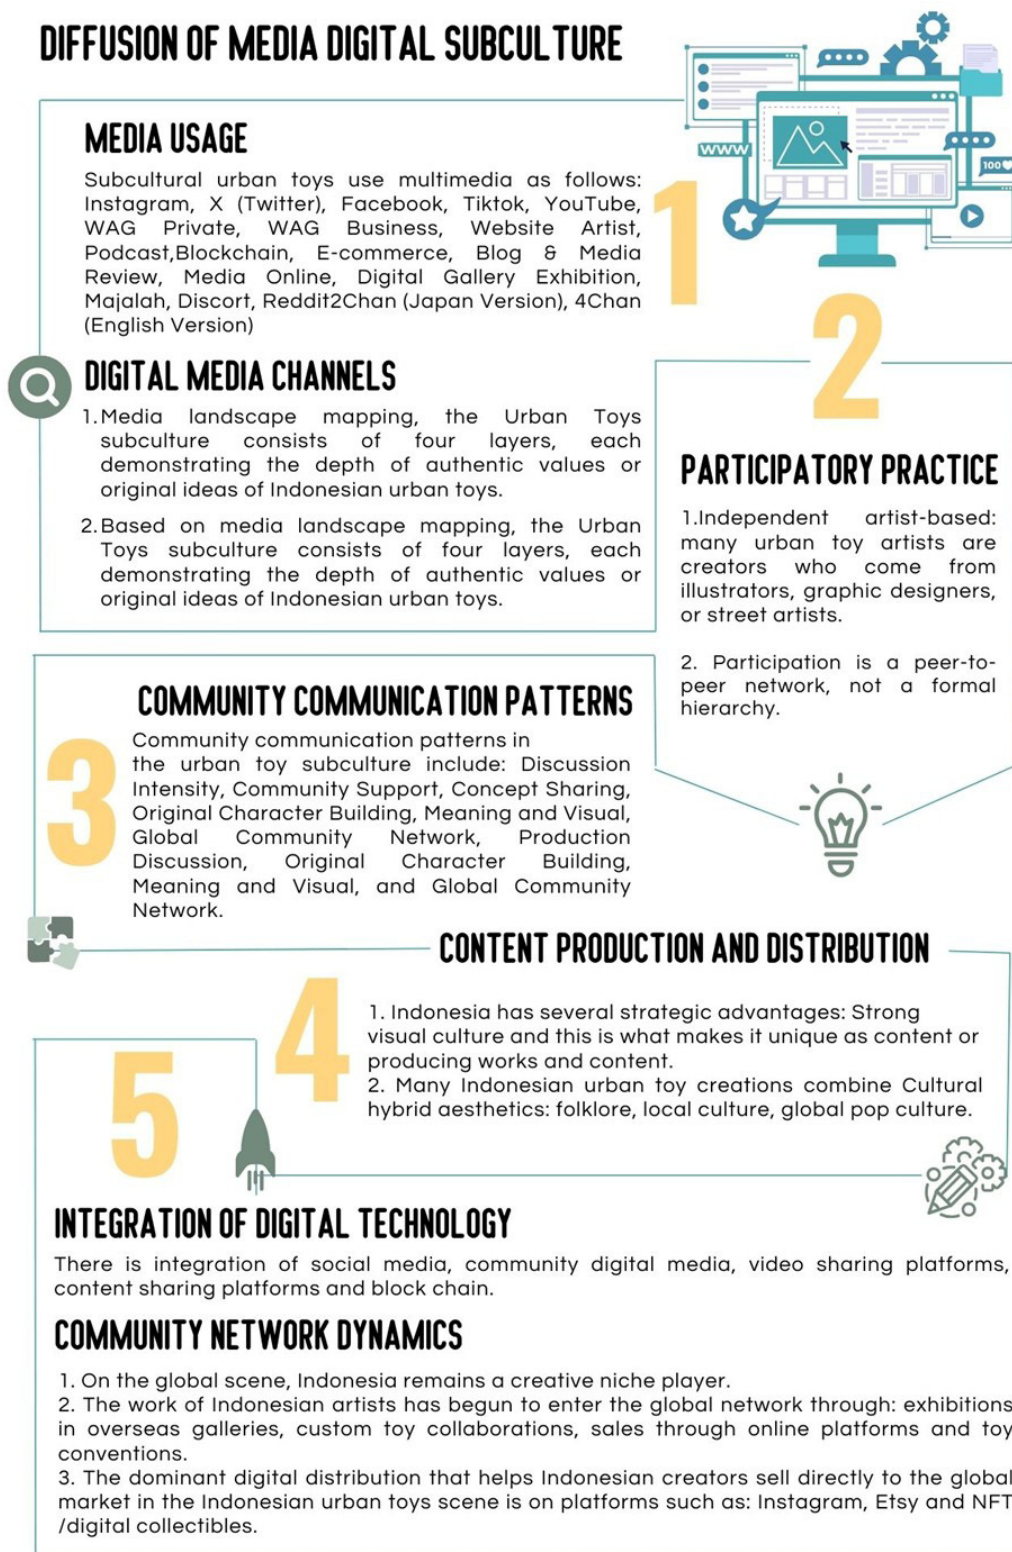 DIFFUSION OF MEDIA DIGITAL SUBCULTURE
WWW
100
1
MEDIA USAGE
Subcultural urban toys use multimedia as follows:
Instagram, X (Twitter), Facebook, Tiktok, YouTube,
WAG Private, WAG Business, Website Artist,
Podcast,Blockchain, E-commerce, Blog & Media
Review, Media Online, Digital Gallery Exhibition,
Majalah, Discort, Reddit2Chan (Japan Version), 4Chan
(English Version)
DIGITAL MEDIA CHANNELS
1.Media landscape mapping, the Urban Toys
subculture consists of four layers, each
demonstrating the depth of authentic values or
original ideas of Indonesian urban toys.
2.Based on media landscape mapping, the Urban
Toys subculture consists of four layers, each
demonstrating the depth of authentic values or
original ideas of Indonesian urban toys.
2
PARTICIPATORY PRACTICE
1.Independent artist-based:
many urban toy artists are
creators who come from
illustrators, graphic designers,
or street artists.
2. Participation is a peer-to-
peer network, not a formal
hierarchy.
3
COMMUNITY COMMUNICATION PATTERNS
Community communication patterns in
the urban toy subculture include: Discussion
Intensity, Community Support, Concept Sharing,
Original Character Building, Meaning and Visual,
Global Community Network, Production
Discussion, Original Character Building,
Meaning and Visual, and Global Community
Network.
4
CONTENT PRODUCTION AND DISTRIBUTION
1. Indonesia has several strategic advantages: Strong
visual culture and this is what makes it unique as content or
producing works and content.
2. Many Indonesian urban toy creations combine Cultural
hybrid aesthetics: folklore, local culture, global pop culture.
5
INTEGRATION OF DIGITAL TECHNOLOGY
There is integration of social media, community digital media, video sharing platforms,
content sharing platforms and block chain.
COMMUNITY NETWORK DYNAMICS
1. On the global scene, Indonesia remains a creative niche player.
2. The work of Indonesian artists has begun to enter the global network through: exhibitions
in overseas galleries, custom toy collaborations, sales through online platforms and toy
conventions.
3. The dominant digital distribution that helps Indonesian creators sell directly to the global
market in the Indonesian urban toys scene is on platforms such as: Instagram, Etsy and NFT
/digital collectibles.